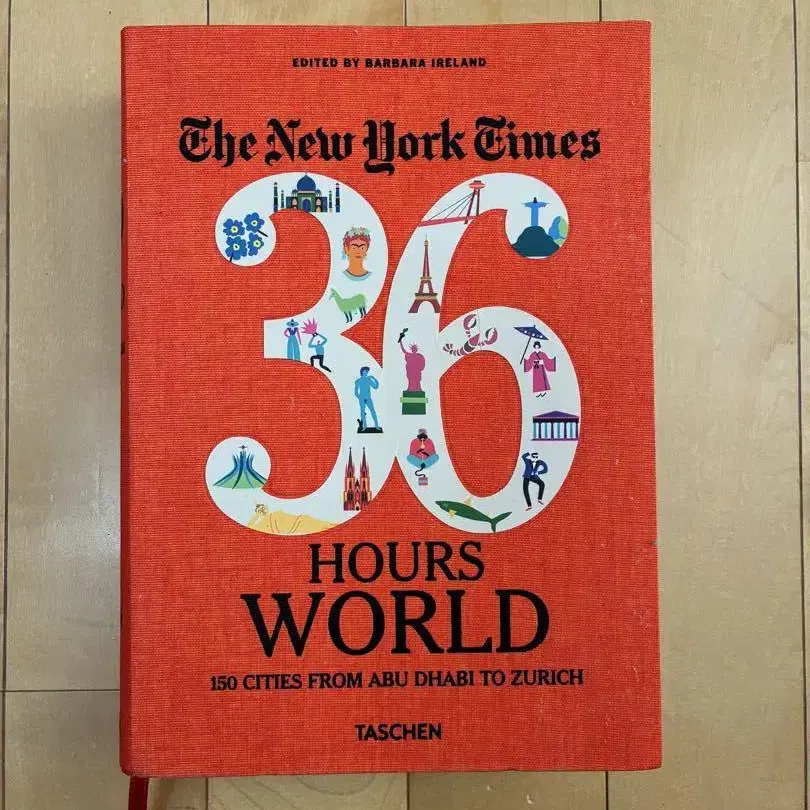 EDITED BY BARBARA IRELAND
The New York Times
36
HOURS
WORLD
150 CITIES FROM ABU DHABI TO ZURICH
TASCHEN